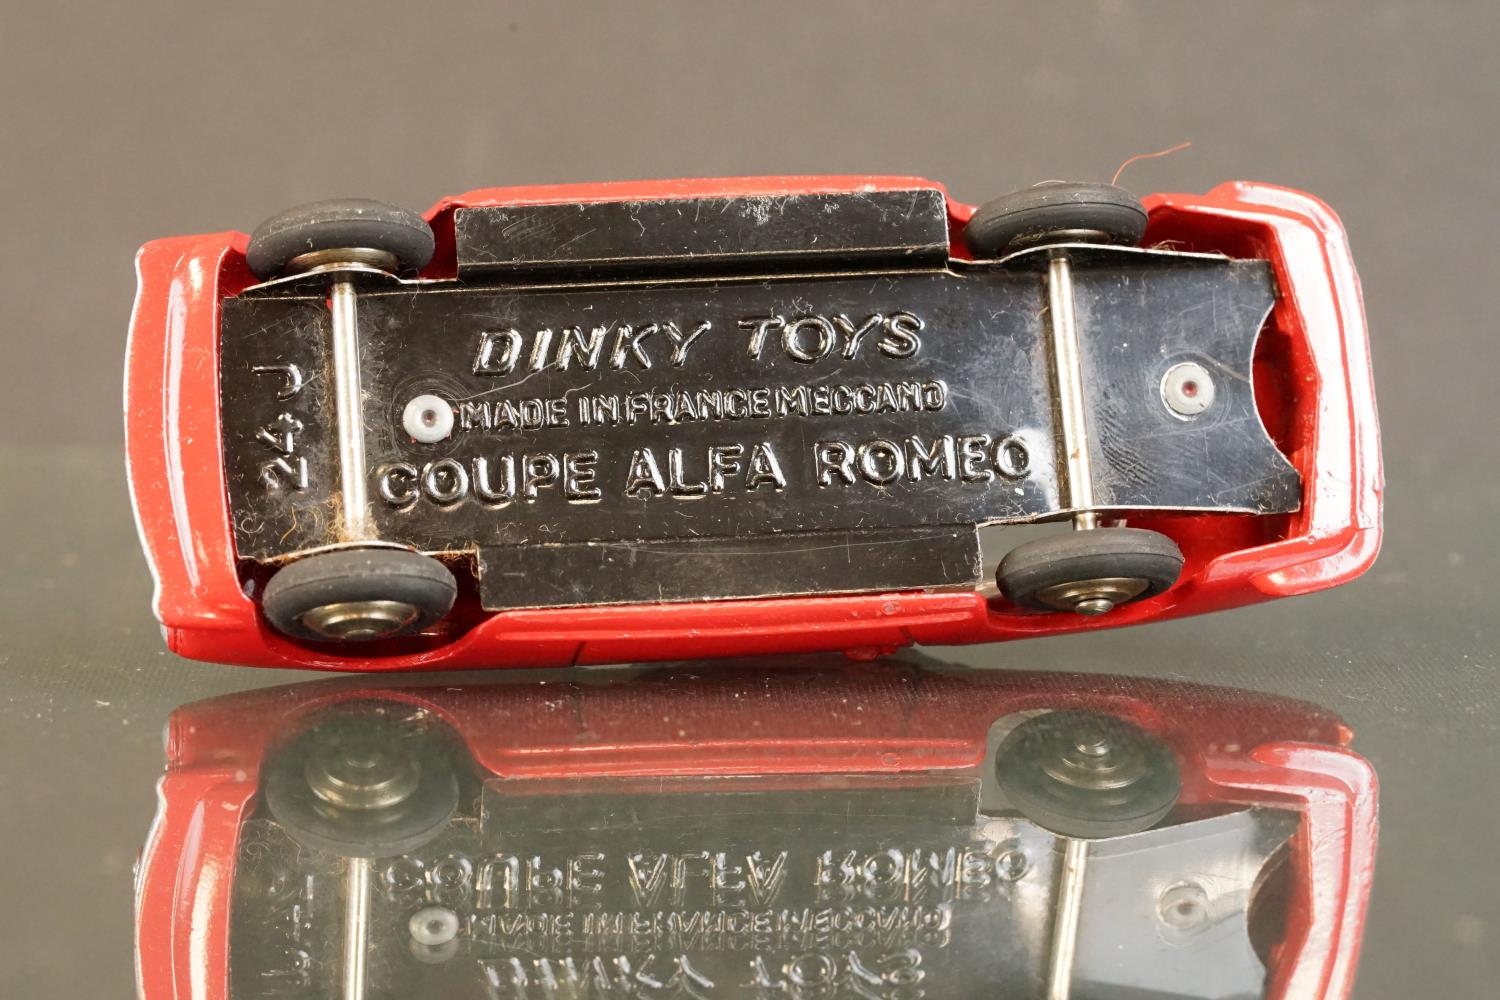 DINKY TOYS
MADE IN FRANCE MECCANO
COUPE ALFA ROMEO
24 J